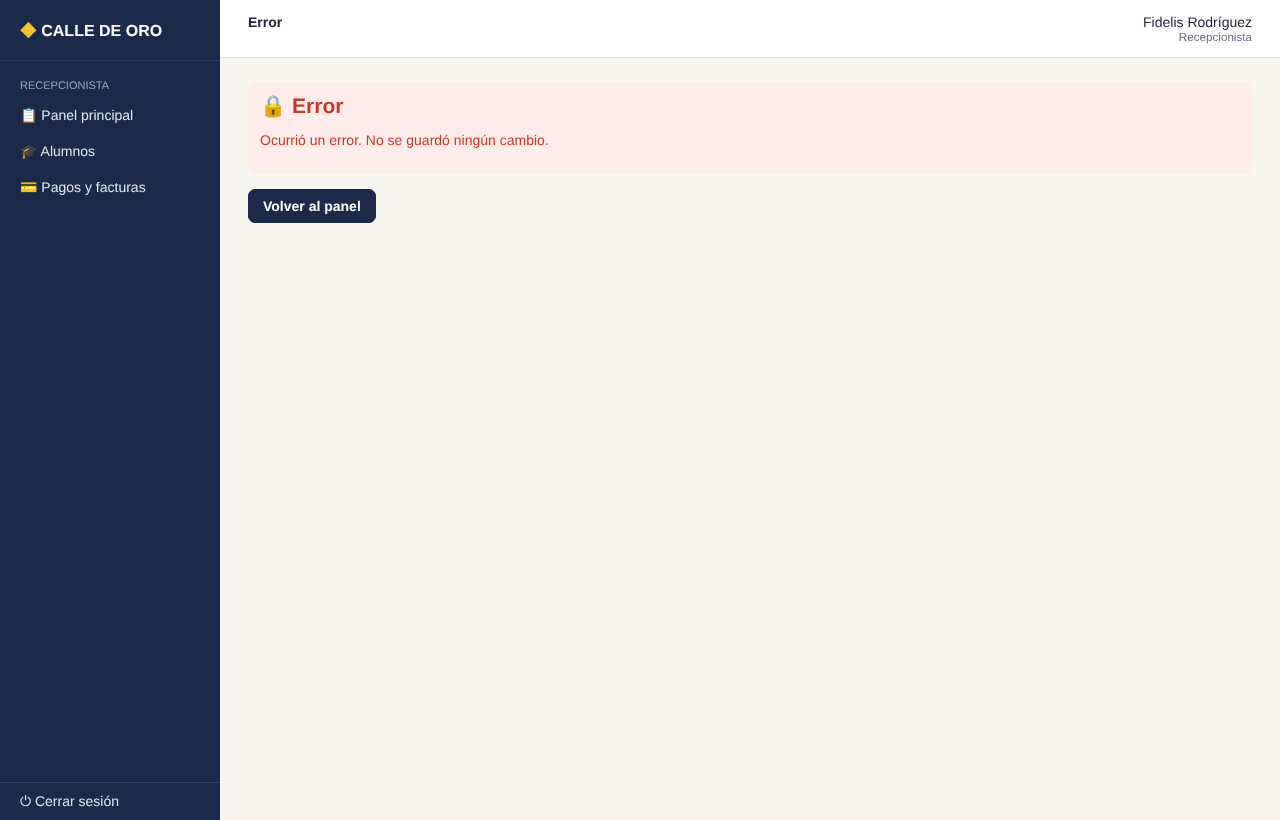 CALLE DE ORO
RECEPCIONISTA
Panel principal
Alumnos
Pagos y facturas
Cerrar sesión
Error
Fidelis Rodríguez
Recepcionista
Error
Ocurrió un error. No se guardó ningún cambio.
Volver al panel